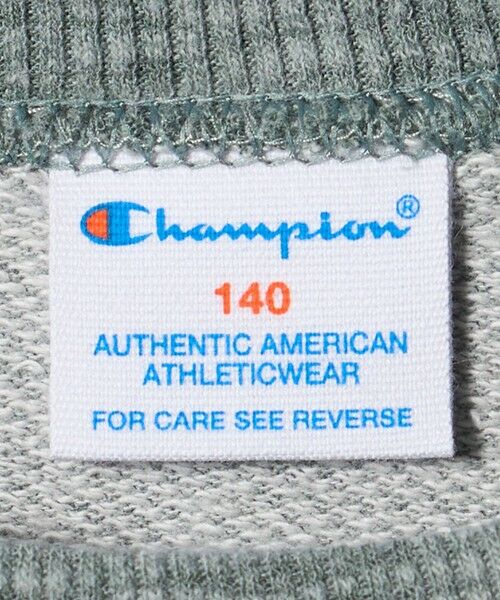 Champion®
140
AUTHENTIC AMERICAN
ATHLETICWEAR
FOR CARE SEE REVERSE